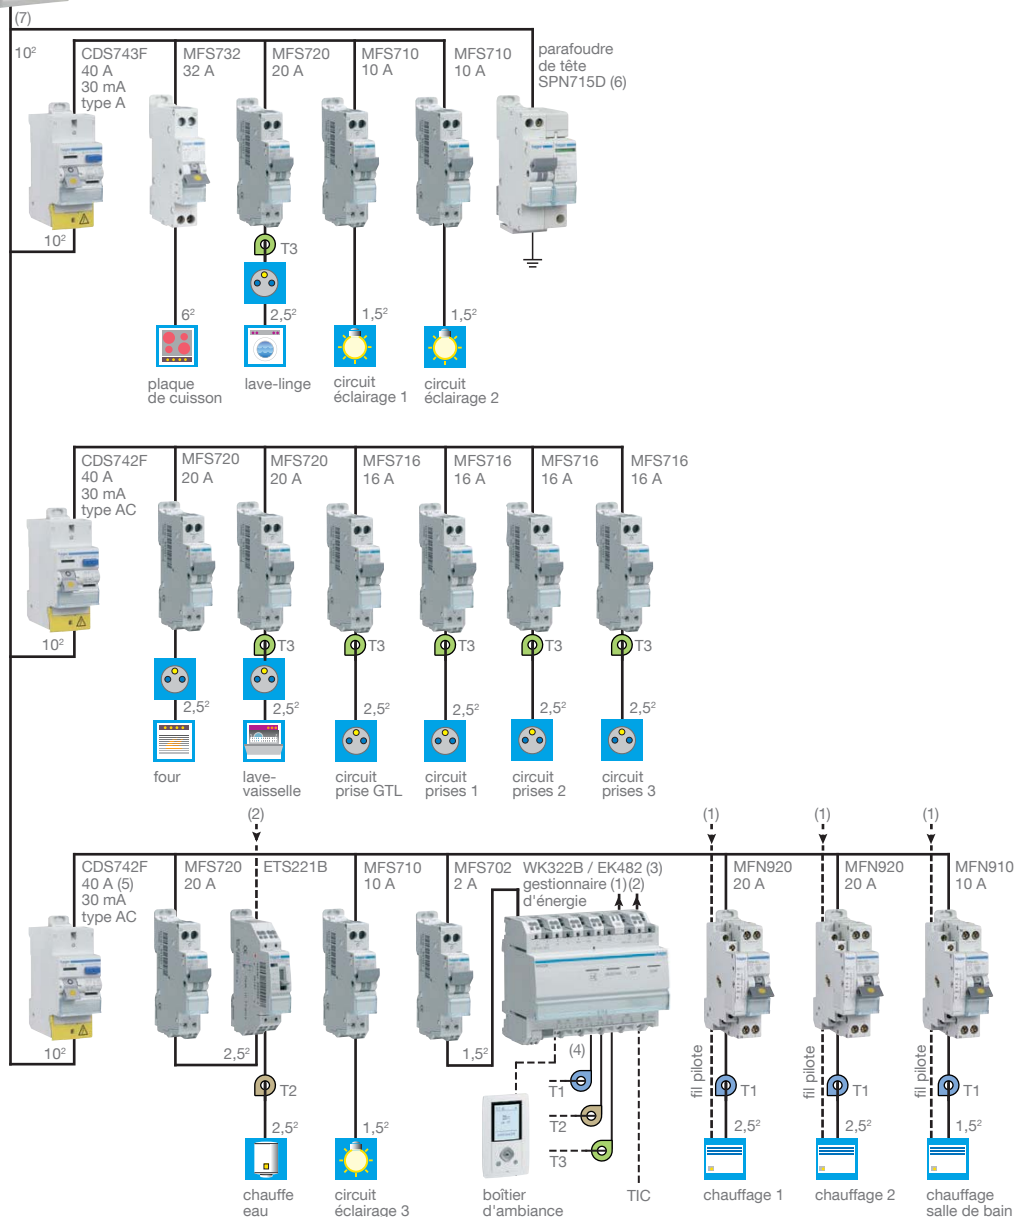 (7)
10²
CDS743F
40 A
30 mA
type A
MFS732
32 A
MFS720
20 A
MFS710
10 A
MFS710
10 A
parafoudre
de tête
SPN715D (6)
10²
T3
6²
2,5²
1,5²
1,5²
plaque
de cuisson
lave-linge
circuit
éclairage 1
circuit
éclairage 2
CDS742F
40 A
30 mA
type AC
MFS720
20 A
MFS720
20 A
MFS716
16 A
MFS716
16 A
MFS716
16 A
MFS716
16 A
10²
T3
T3
T3
T3
T3
2,5²
2,5²
2,5²
2,5²
2,5²
2,5²
four
lave-
vaisselle
circuit
prise GTL
circuit
prises 1
circuit
prises 2
circuit
prises 3
(2)
(1)
(1)
(1)
CDS742F
40 A (5)
30 mA
type AC
MFS720
20 A
ETS221B
MFS710
10 A
MFS702
2 A
WK322B / EK482 (3)
gestionnaire (1) (2)
d'énergie
MFN920
20 A
MFN920
20 A
MFN910
10 A
10²
2,5²
1,5²
(4)
fil pilote
fil pilote
fil pilote
T2
T1
T2
T3
T1
T1
T1
2,5²
1,5²
2,5²
2,5²
1,5²
chauffe
eau
circuit
éclairage 3
boîtier
d'ambiance
TIC
chauffage 1
chauffage 2
chauffage
salle de bain